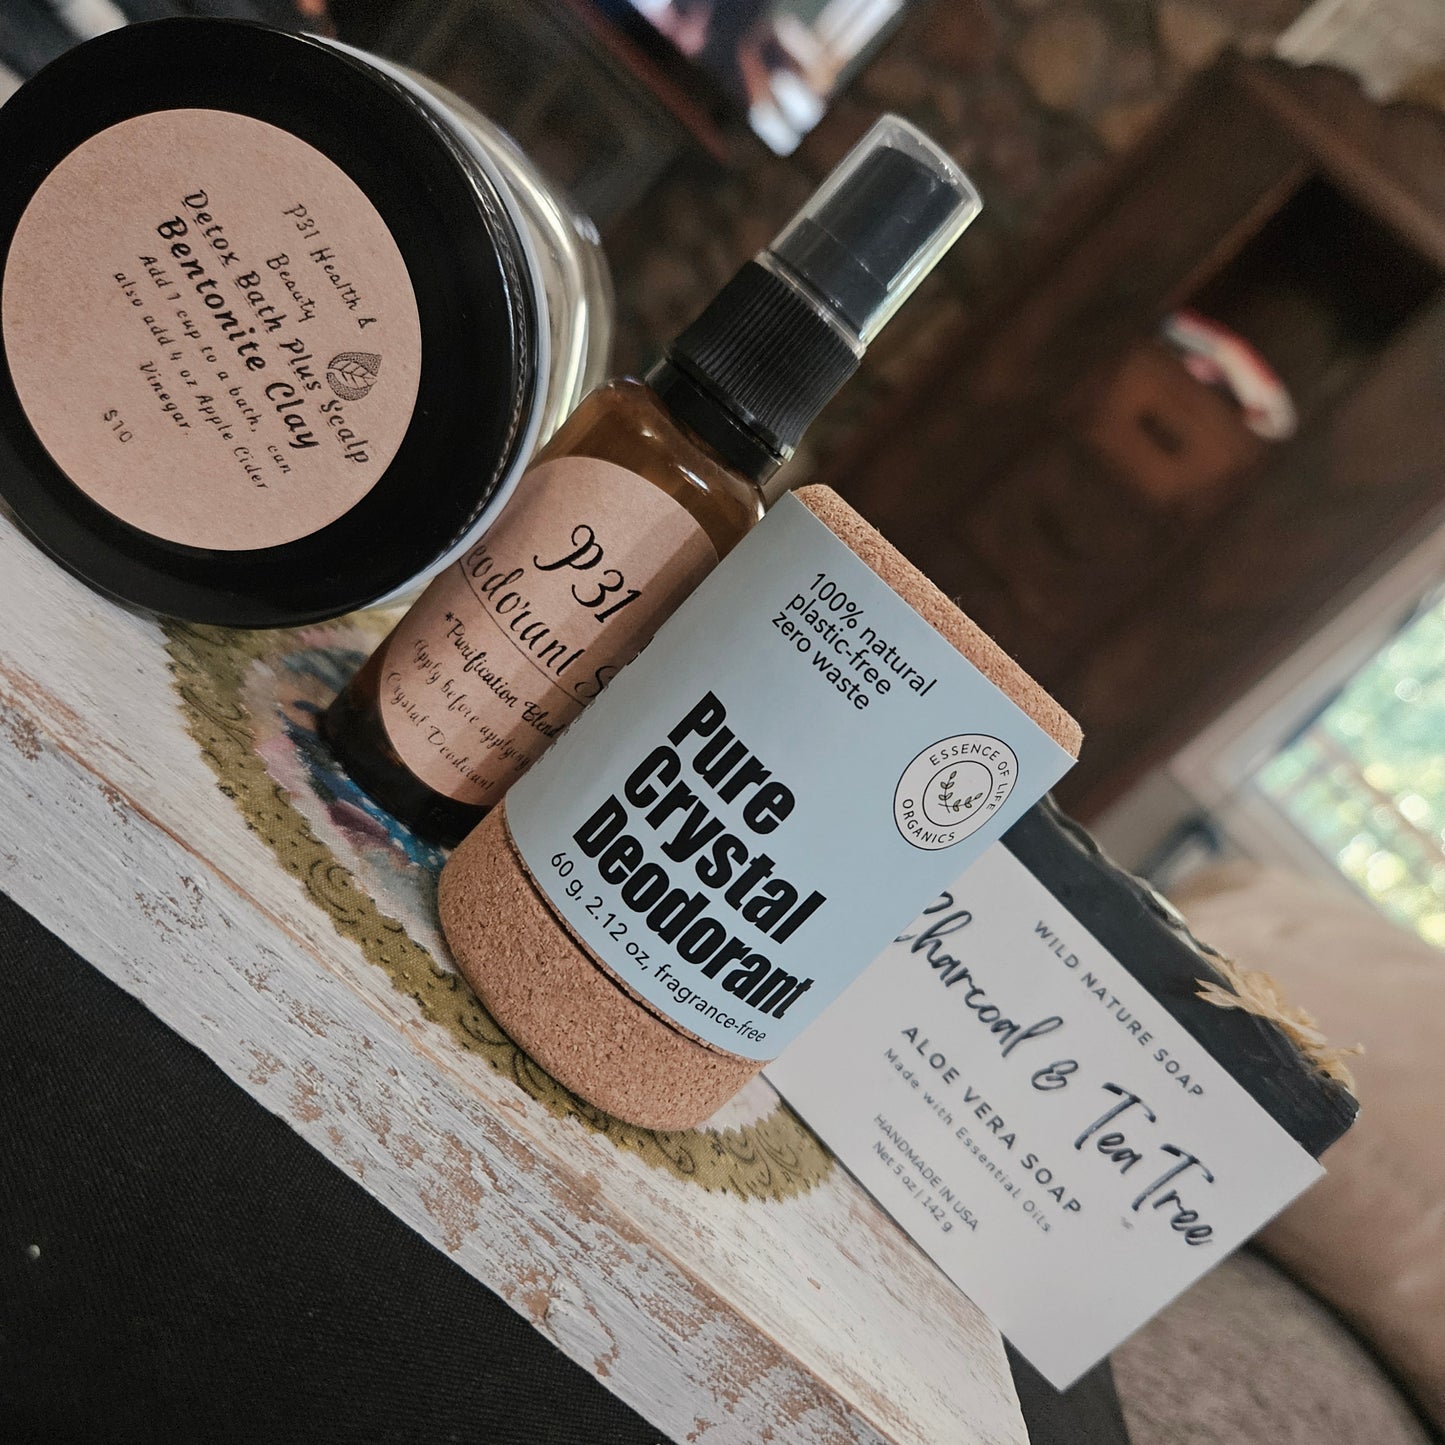 P31 Health &
Beauty
Detox Bath Plus Scalp
Bentonite Clay
Add 1 cup to a bath, can
also add 4 oz Apple Cider
Vinegar.
$10
P31
eodorant S
*Purification Blend
Apply before applying
Crystal Deodorant
100% natural
plastic-free
zero waste
Pure
Crystal
Deodorant
60 g, 2.12 oz, fragrance-free
ESSENCE OF LIFE
ORGANICS
WILD NATURE SOAP
Charcoal & Tea Tree
ALOE VERA SOAP
Made with Essential Oils
HANDMADE IN USA
Net 5 oz | 142 g